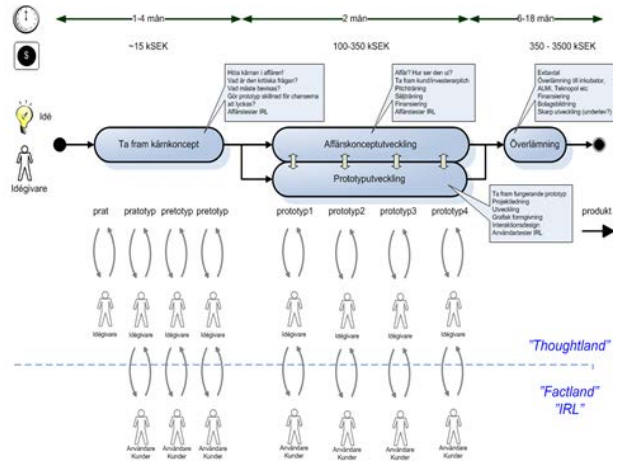 1-4 mån
2 mån
6-18 mån
~15 kSEK
100-350 kSEK
350 - 3500 kSEK
$
Hitta kärnan i affären!
Vad är den kritiska frågan?
Vad måste bevisas?
Gör prototyp skillnad för chanserna
att lyckas?
Affärstester IRL
Affär? Hur ser den ut?
Ta fram kund/investerarpitch
Pitchträning
Säljträning
Finansiering
Affärstester IRL
Exitavtal
Överlämning till inkubator,
ALMI, Teknopol etc
Finansiering
Bolagsbildning
Skarp utveckling (underlev?)
idé
Idégivare
Ta fram kärnkoncept
Affärskonceptutveckling
Prototyputveckling
Överlämning
Ta fram fungerande prototyp
Projektledning
Utveckling
Grafisk formgivning
Interaktionsdesign
Användartester IRL
produkt
prat
pratotyp
pretotyp
pretotyp
prototyp1
prototyp2
prototyp3
prototyp4
Idégivare
Idégivare
Idégivare
Idégivare
Idégivare
Idégivare
Idégivare
Idégivare
"Thoughtland"
"Factland"
"IRL"
Användare
Kunder
Användare
Kunder
Användare
Kunder
Användare
Kunder
Användare
Kunder
Användare
Kunder
Användare
Kunder